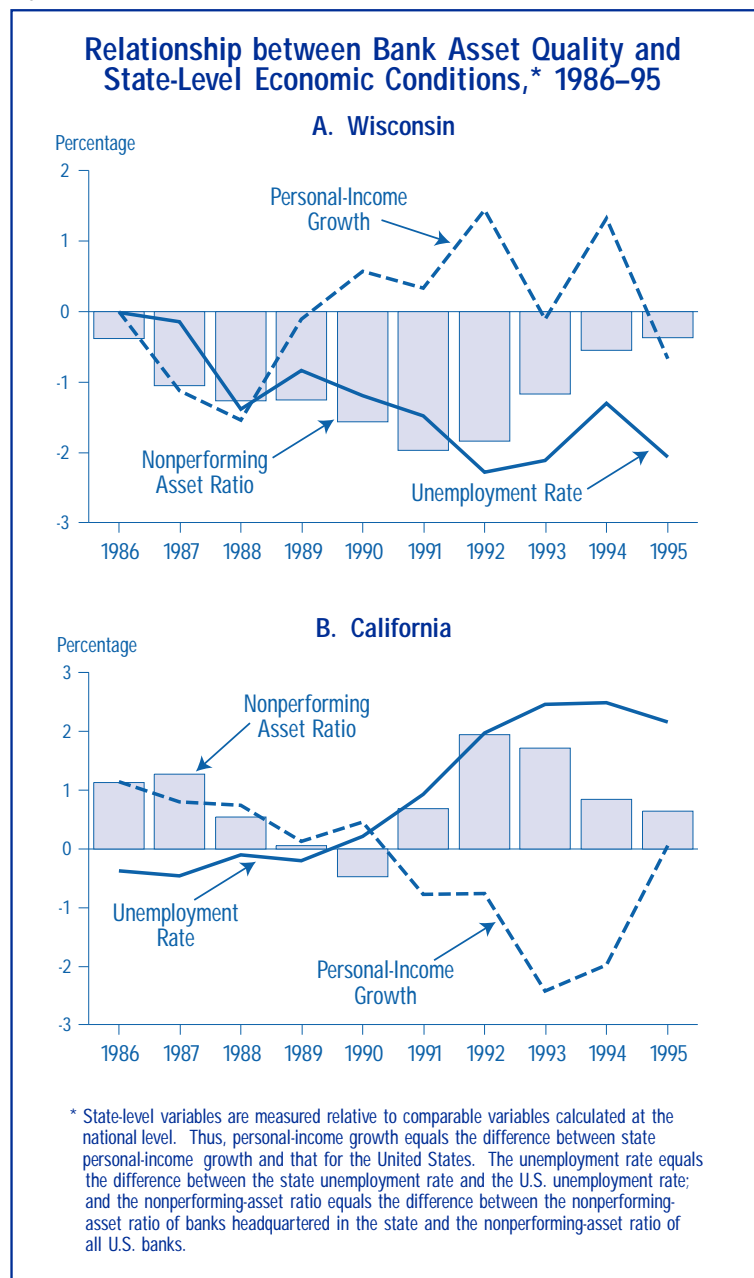 Relationship between Bank Asset Quality and
State-Level Economic Conditions,* 1986–95
A. Wisconsin
Percentage
2
1
0
-1
-2
-3
Personal-Income
Growth
Nonperforming
Asset Ratio
Unemployment Rate
1986 1987 1988 1989 1990 1991 1992 1993 1994 1995
B. California
Percentage
3
2
1
0
-1
-2
-3
Nonperforming
Asset Ratio
Unemployment
Rate
Personal-Income
Growth
1986 1987 1988 1989 1990 1991 1992 1993 1994 1995
* State-level variables are measured relative to comparable variables calculated at the
national level. Thus, personal-income growth equals the difference between state
personal-income growth and that for the United States. The unemployment rate equals
the difference between the state unemployment rate and the U.S. unemployment rate;
and the nonperforming-asset ratio equals the difference between the nonperforming-
asset ratio of banks headquartered in the state and the nonperforming-asset ratio of
all U.S. banks.